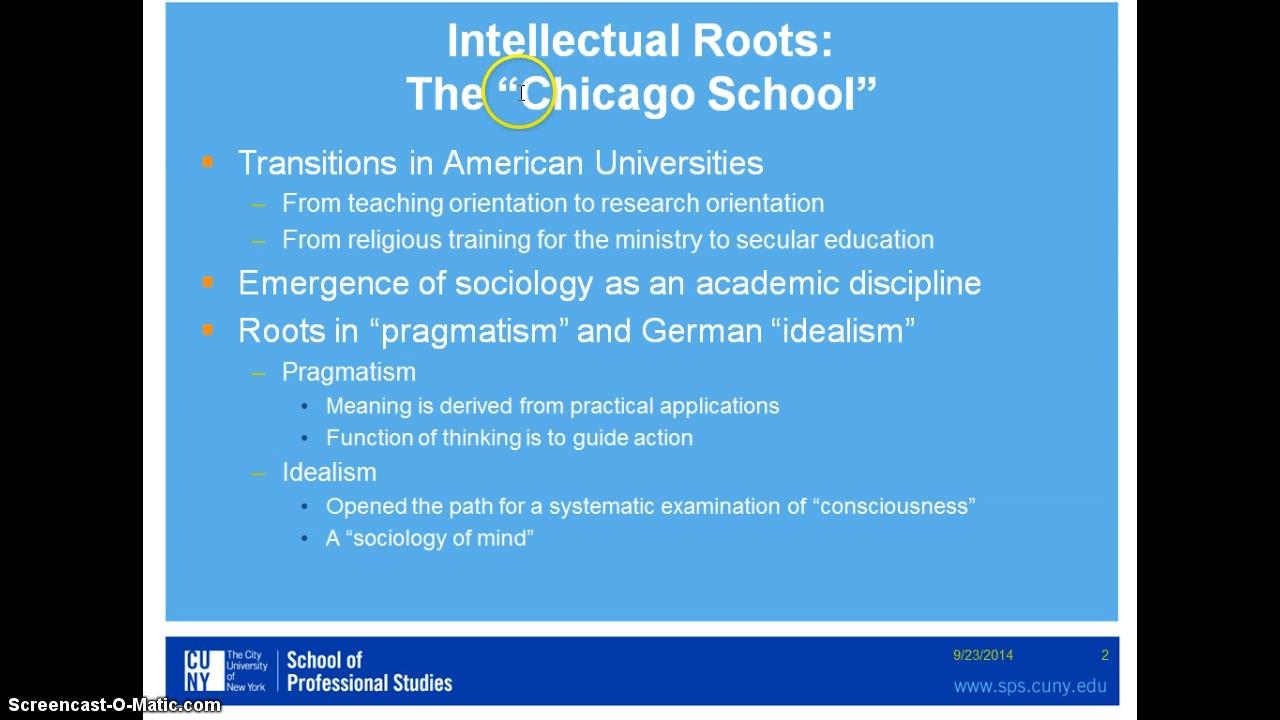 Intellectual Roots:
The “Chicago School”
Transitions in American Universities
– From teaching orientation to research orientation
– From religious training for the ministry to secular education
Emergence of sociology as an academic discipline
Roots in “pragmatism” and German “idealism”
– Pragmatism
• Meaning is derived from practical applications
• Function of thinking is to guide action
– Idealism
• Opened the path for a systematic examination of “consciousness”
• A “sociology of mind”
CU
NY
The City
University
of
New York
School of
Professional Studies
9/23/2014
2
www.sps.cuny.edu
Screencast-O-Matic.com